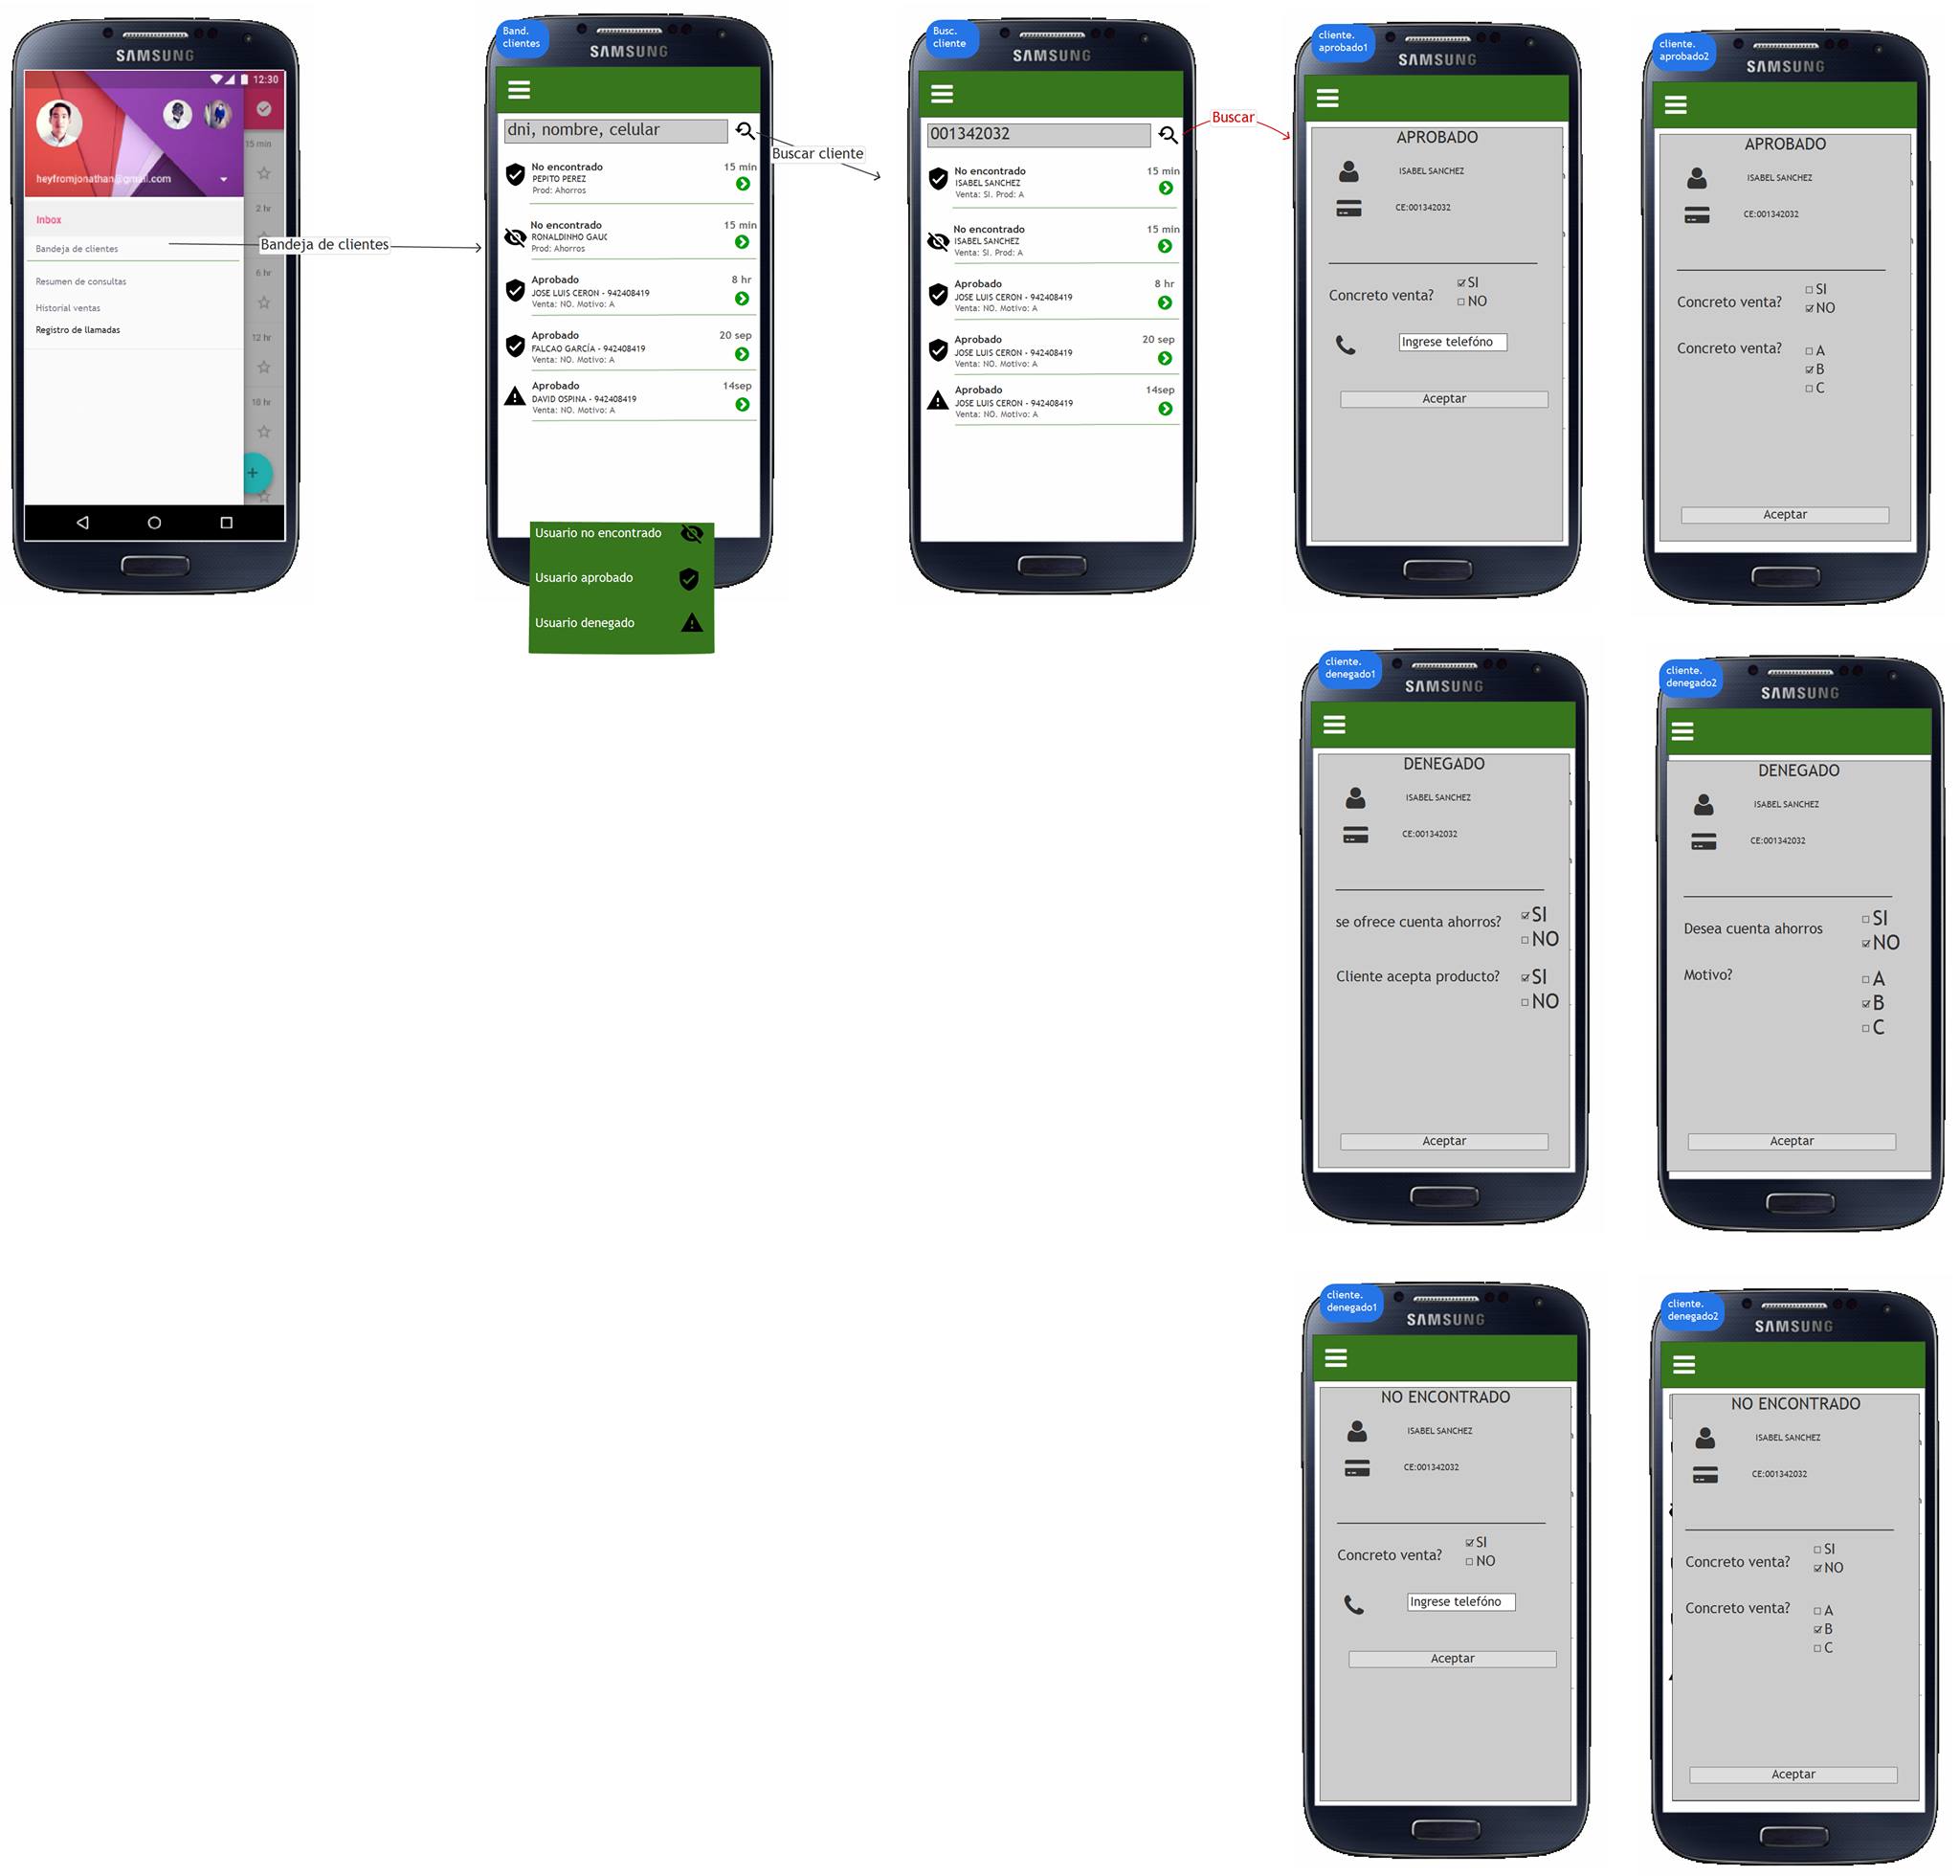 SAMSUNG
12:30
15 min
heyfromjonathan@gmail.com
Inbox
2 hr
Bandeja de clientes
6 hr
Resumen de consultas
Historial ventas
Registro de llamadas
12 hr
18 hr
Bandeja de clientes
Band.
clientes
SAMSUNG
dni, nombre, celular
No encontrado 15 min
PEPITO PEREZ
Prod: Ahorros
No encontrado 15 min
RONALDINHO GAUC
Prod: Ahorros
Aprobado 8 hr
JOSE LUIS CERON - 942408419
Venta: NO. Motivo: A
Aprobado 20 sep
FALCAO GARCÍA - 942408419
Venta: NO. Motivo: A
Aprobado 14sep
DAVID OSPINA - 942408419
Venta: NO. Motivo: A
Usuario no encontrado
Usuario aprobado
Usuario denegado
Buscar cliente
Busc.
cliente
SAMSUNG
001342032
No encontrado 15 min
ISABEL SANCHEZ
Venta: SI. Prod: A
No encontrado 15 min
ISABEL SANCHEZ
Venta: SI. Prod: A
Aprobado 8 hr
JOSE LUIS CERON - 942408419
Venta: NO. Motivo: A
Aprobado 20 sep
JOSE LUIS CERON - 942408419
Venta: NO. Motivo: A
Aprobado 14sep
JOSE LUIS CERON - 942408419
Venta: NO. Motivo: A
Buscar
cliente.
aprobado1
SAMSUNG
APROBADO
ISABEL SANCHEZ
CE:001342032
Concreto venta?
SI
NO
Ingrese telefóno
Aceptar
cliente.
aprobado2
SAMSUNG
APROBADO
ISABEL SANCHEZ
CE:001342032
Concreto venta?
SI
NO
Concreto venta?
A
B
C
Aceptar
cliente.
denegado1
SAMSUNG
DENEGADO
ISABEL SANCHEZ
CE:001342032
se ofrece cuenta ahorros?
SI
NO
Cliente acepta producto?
SI
NO
Aceptar
cliente.
denegado2
SAMSUNG
DENEGADO
ISABEL SANCHEZ
CE:001342032
Desea cuenta ahorros
SI
NO
Motivo?
A
B
C
Aceptar
cliente.
denegado1
SAMSUNG
NO ENCONTRADO
ISABEL SANCHEZ
CE:001342032
Concreto venta?
SI
NO
Ingrese telefóno
Aceptar
cliente.
denegado2
SAMSUNG
NO ENCONTRADO
ISABEL SANCHEZ
CE:001342032
Concreto venta?
SI
NO
Concreto venta?
A
B
C
Aceptar